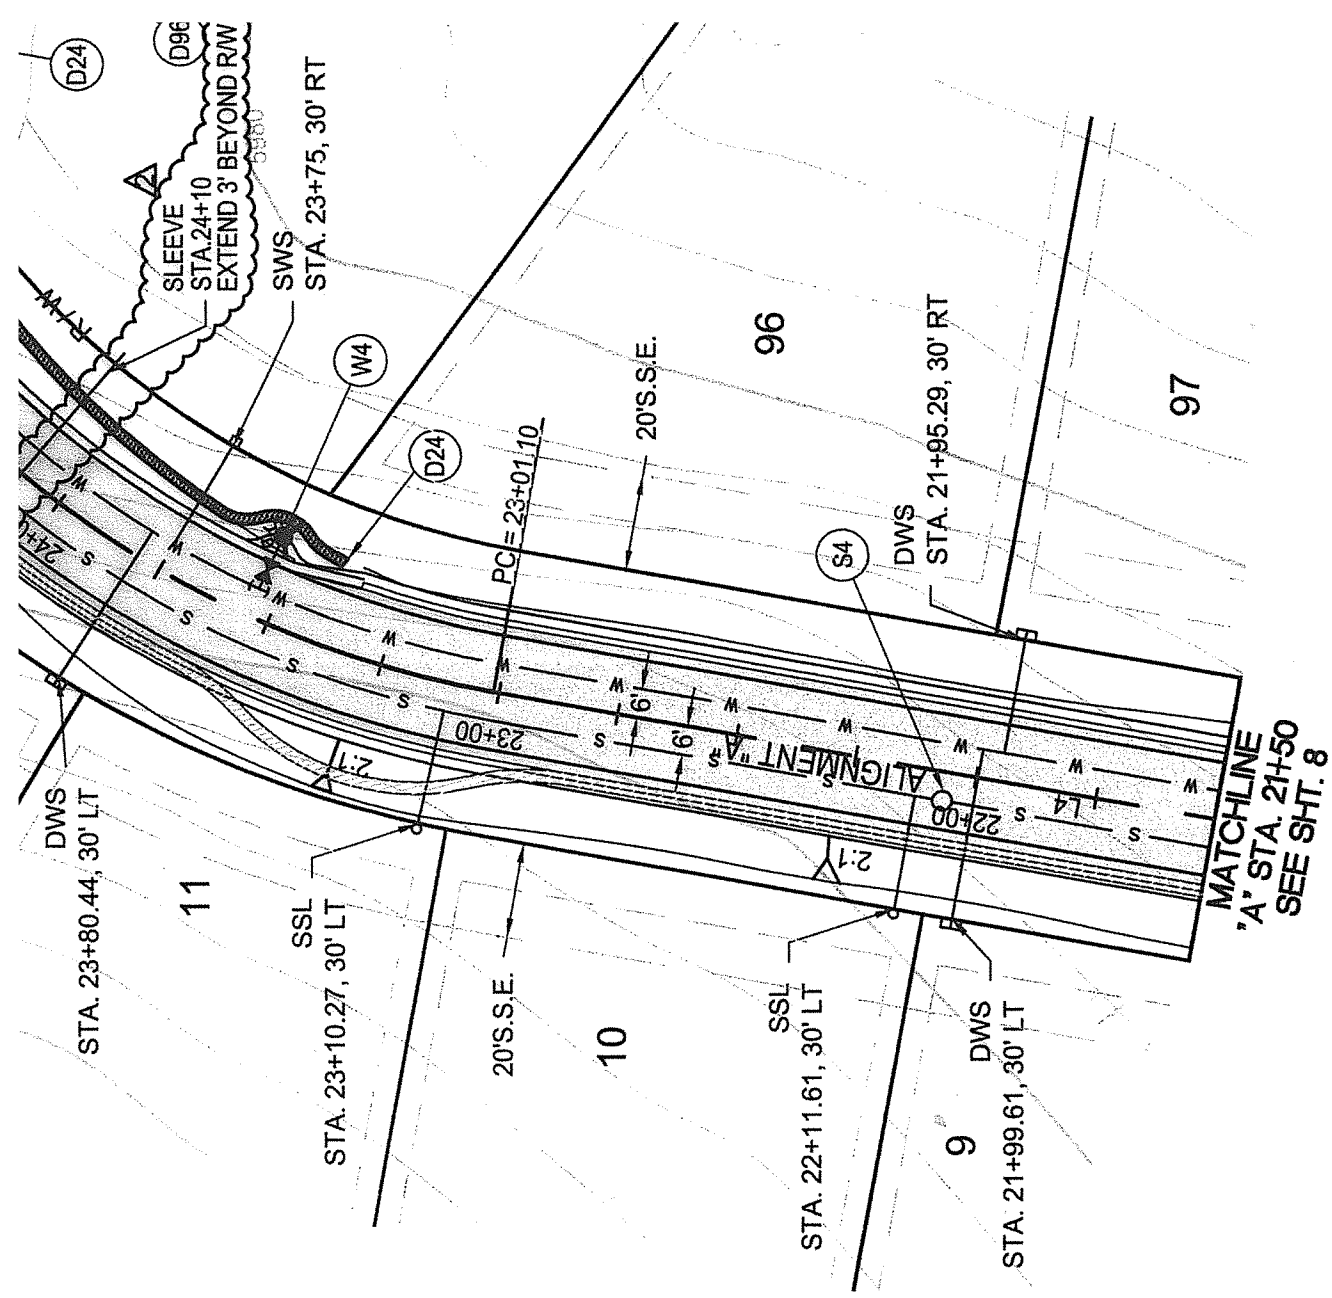 D24
D96
2
SLEEVE
STA.24+10
EXTEND 3' BEYOND R/W
5980
SWS
STA. 23+75, 30' RT
R/W
W4
D24
PC = 23+01.10
20'S.S.E.
96
DWS
STA. 21+95.29, 30' RT
97
S4
24+0
W
W
W
W
W
W
W
W
W
W
W
S
S
S
S
S
S
S
S
S
23+00
9'
9'
ALIGNMENT "A"
22+00
L4
2:1
2:1
DWS
STA. 23+80.44, 30' LT
11
SSL
STA. 23+10.27, 30' LT
20'S.S.E.
10
SSL
STA. 22+11.61, 30' LT
9
DWS
STA. 21+99.61, 30' LT
MATCHLINE
"A" STA. 21+50
SEE SHT. 8